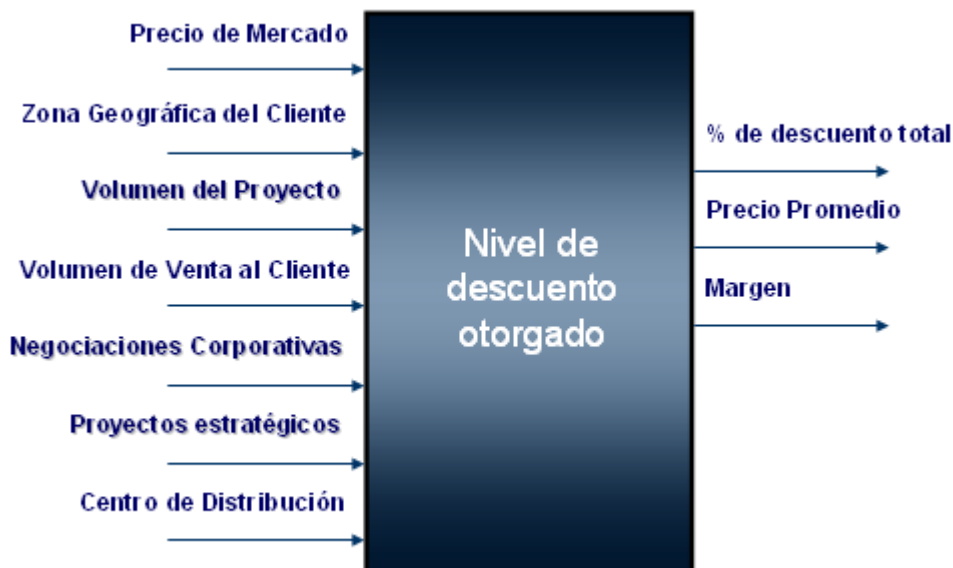 Precio de Mercado
Zona Geográfica del Cliente
Volumen del Proyecto
Volumen de Venta al Cliente
Negociaciones Corporativas
Proyectos estratégicos
Centro de Distribución
Nivel de
descuento
otorgado
% de descuento total
Precio Promedio
Margen